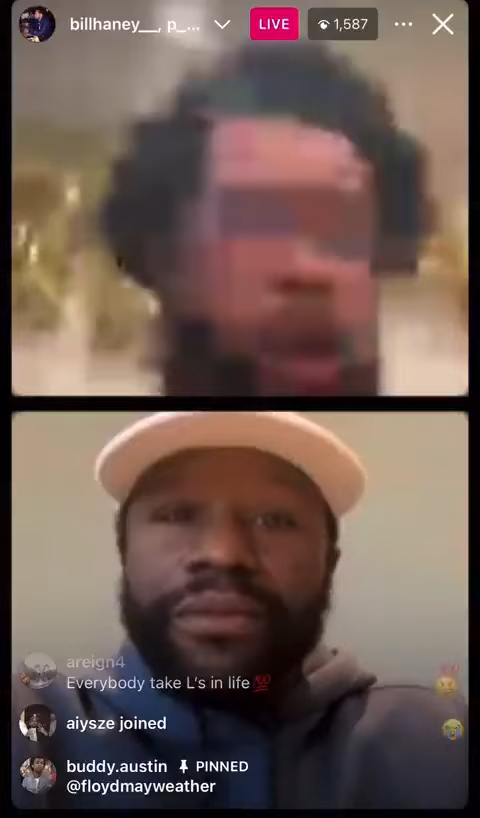 billhaney__, p_...
LIVE
1,587
areign4
Everybody take L's in life💯
aiysze joined
buddy.austin PINNED
@floydmayweather